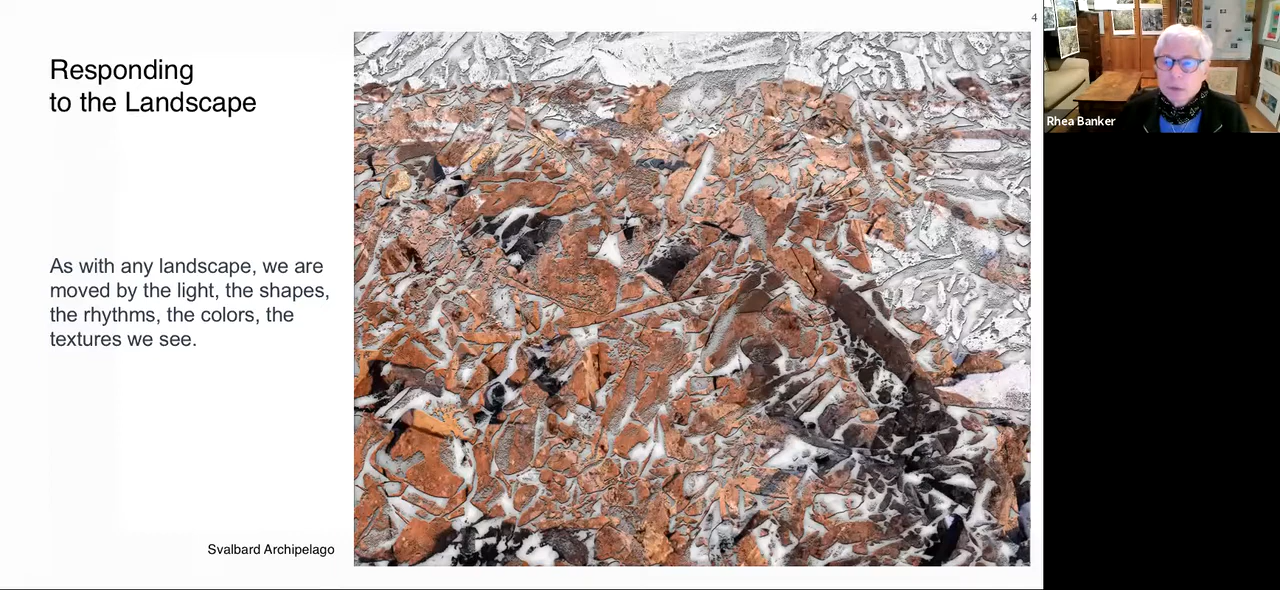 4
Responding
to the Landscape
As with any landscape, we are
moved by the light, the shapes,
the rhythms, the colors, the
textures we see.
Svalbard Archipelago
Rhea Banker